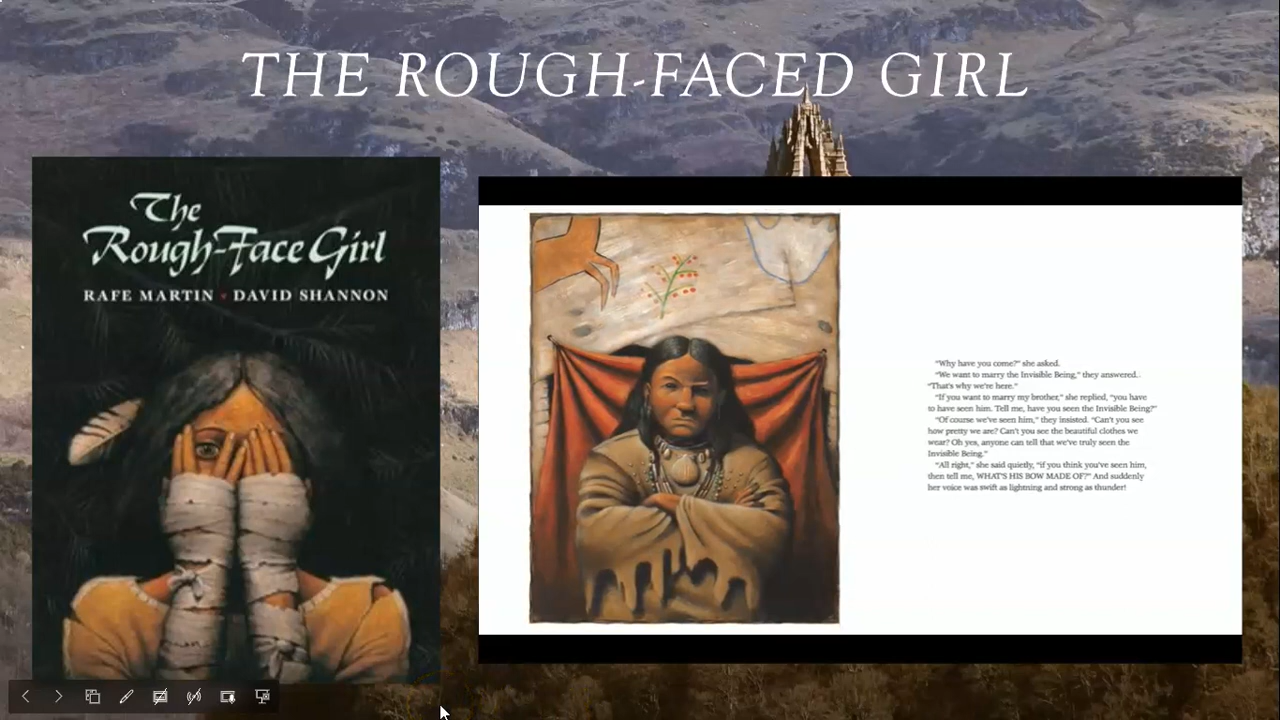 THE ROUGH-FACED GIRL
The
Rough-Face Girl
RAFE MARTIN • DAVID SHANNON
"Why have you come?" she asked.
"We want to marry the Invisible Being," they answered.
"That's why we're here."
"If you want to marry my brother," she replied, "you have
to have seen him. Tell me, have you seen the Invisible Being?"
"Of course we've seen him," they insisted. "Can't you see
how pretty we are? Can't you see the beautiful clothes we
wear? Oh yes, anyone can tell that we've truly seen the
Invisible Being."
"All right," she said quietly, "if you think you've seen him,
then tell me, WHAT'S HIS BOW MADE OF?" And suddenly
her voice was swift as lightning and strong as thunder!